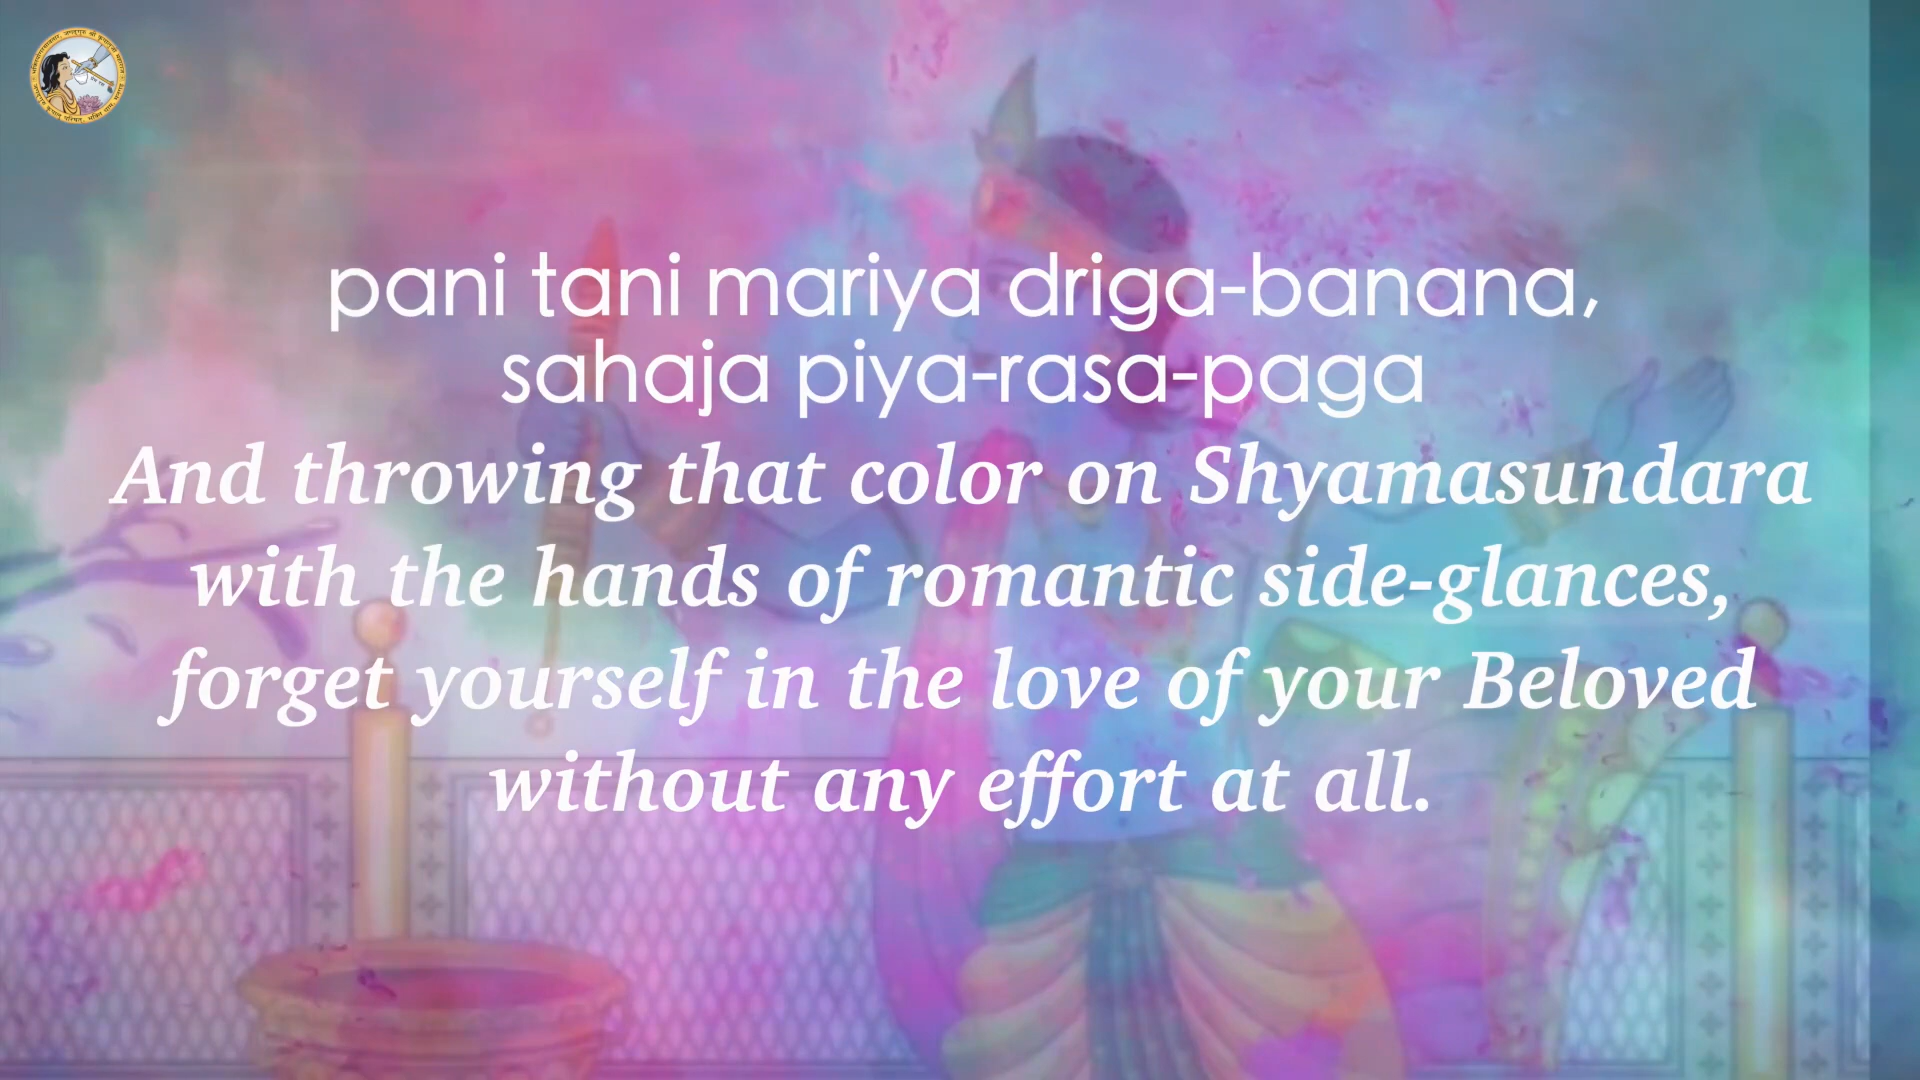 pani tani mariya driga-banana,
sahaja piya-rasa-paga
And throwing that color on Shyamasundara
with the hands of romantic side-glances,
forget yourself in the love of your Beloved
without any effort at all.